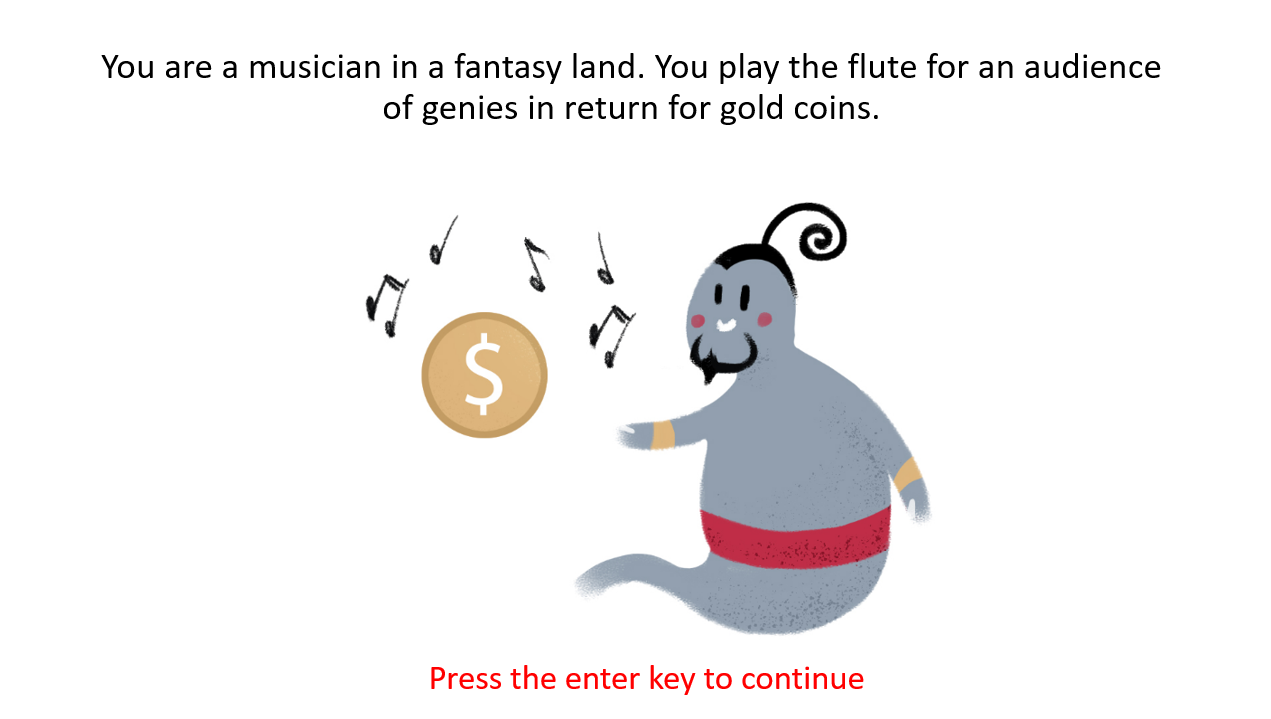 You are a musician in a fantasy land. You play the flute for an audience
of genies in return for gold coins.
$
Press the enter key to continue